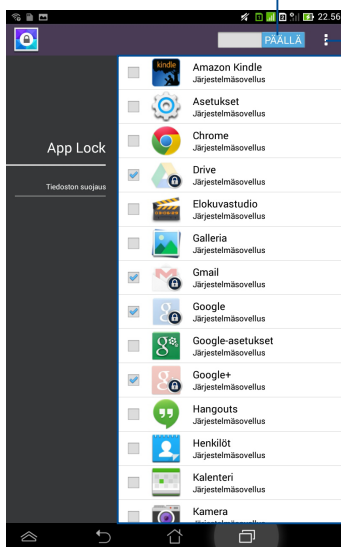 22.56
PÄÄLLÄ
App Lock
Tiedoston suojaus
kindle
Amazon Kindle
Järjestelmäsovellus
Asetukset
Järjestelmäsovellus
Chrome
Järjestelmäsovellus
Drive
Järjestelmäsovellus
Elokuvastudio
Järjestelmäsovellus
Galleria
Järjestelmäsovellus
Gmail
Järjestelmäsovellus
Google
Järjestelmäsovellus
Google-asetukset
Järjestelmäsovellus
Google+
Järjestelmäsovellus
Hangouts
Järjestelmäsovellus
Henkilöt
Järjestelmäsovellus
Kalenteri
Järjestelmäsovellus
Kamera